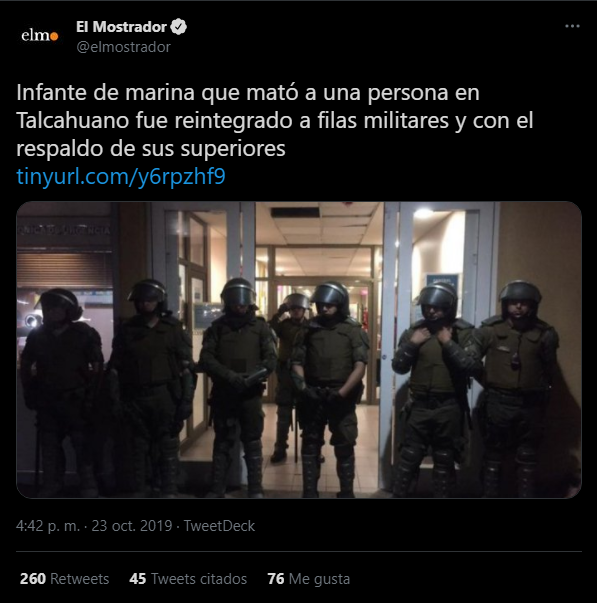 elmo
El Mostrador
@elmostrador
Infante de marina que mató a una persona en
Talcahuano fue reintegrado a filas militares y con el
respaldo de sus superiores
tinyurl.com/y6rpzhf9
4:42 p. m. · 23 oct. 2019 · TweetDeck
260 Retweets 45 Tweets citados 76 Me gusta